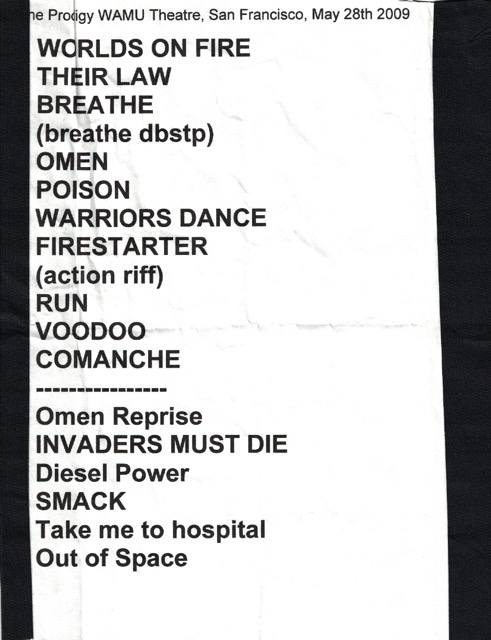 he Prodigy WAMU Theatre, San Francisco, May 28th 2009
WORLDS ON FIRE
THEIR LAW
BREATHE
(breathe dbstp)
OMEN
POISON
WARRIORS DANCE
FIRESTARTER
(action riff)
RUN
VOODOO
COMANCHE
----------------
Omen Reprise
INVADERS MUST DIE
Diesel Power
SMACK
Take me to hospital
Out of Space